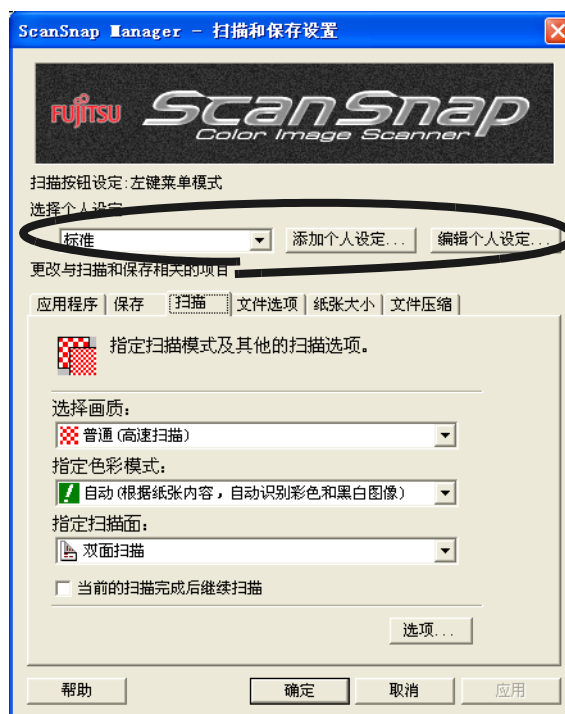 ScanSnap Manager - 扫描和保存设置
FUJITSU ScanSnap
Color Image Scanner
扫描按钮设定:左键菜单模式
选择个人设定
标准 添加个人设定... 编辑个人设定...
更改与扫描和保存相关的项目
应用程序 保存 扫描 文件选项 纸张大小 文件压缩
指定扫描模式及其他的扫描选项。
选择画质:
普通(高速扫描)
指定色彩模式:
自动(根据纸张内容,自动识别彩色和黑白图像)
指定扫描面:
双面扫描
当前的扫描完成后继续扫描
选项...
帮助 确定 取消 应用